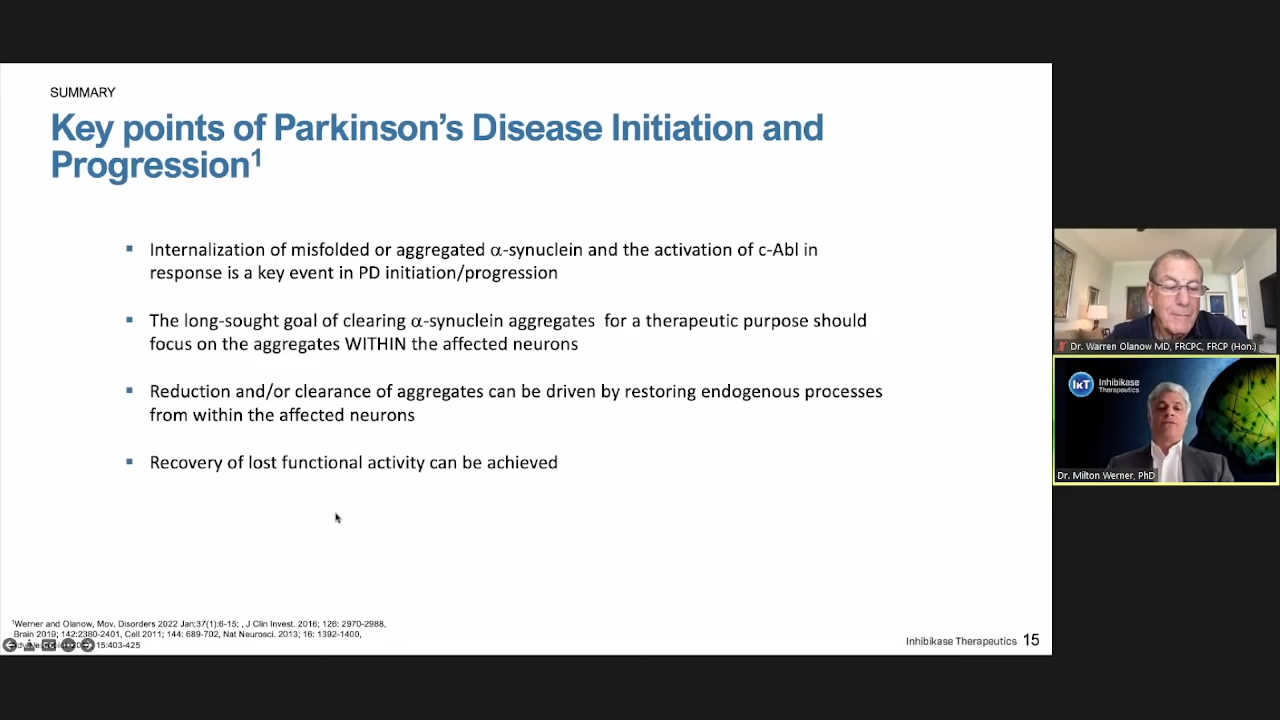 SUMMARY
Key points of Parkinson's Disease Initiation and
Progression1
▪ Internalization of misfolded or aggregated α-synuclein and the activation of c-Abl in
response is a key event in PD initiation/progression
▪ The long-sought goal of clearing α-synuclein aggregates for a therapeutic purpose should
focus on the aggregates WITHIN the affected neurons
▪ Reduction and/or clearance of aggregates can be driven by restoring endogenous processes
from within the affected neurons
▪ Recovery of lost functional activity can be achieved
1Werner and Olanow, Mov. Disorders 2022 Jan;37(1):6-15; , J Clin Invest. 2016; 126: 2970-2988,
Brain 2019; 142:2380-2401, Cell 2011; 144: 689-702, Nat Neurosci. 2013; 16: 1392-1400,
15:403-425
Inhibikase Therapeutics 15
Dr. Warren Olanow MD, FRCPC, FRCP (Hon.)
IKT Inhibikase
Therapeutics
Dr. Milton Werner, PhD